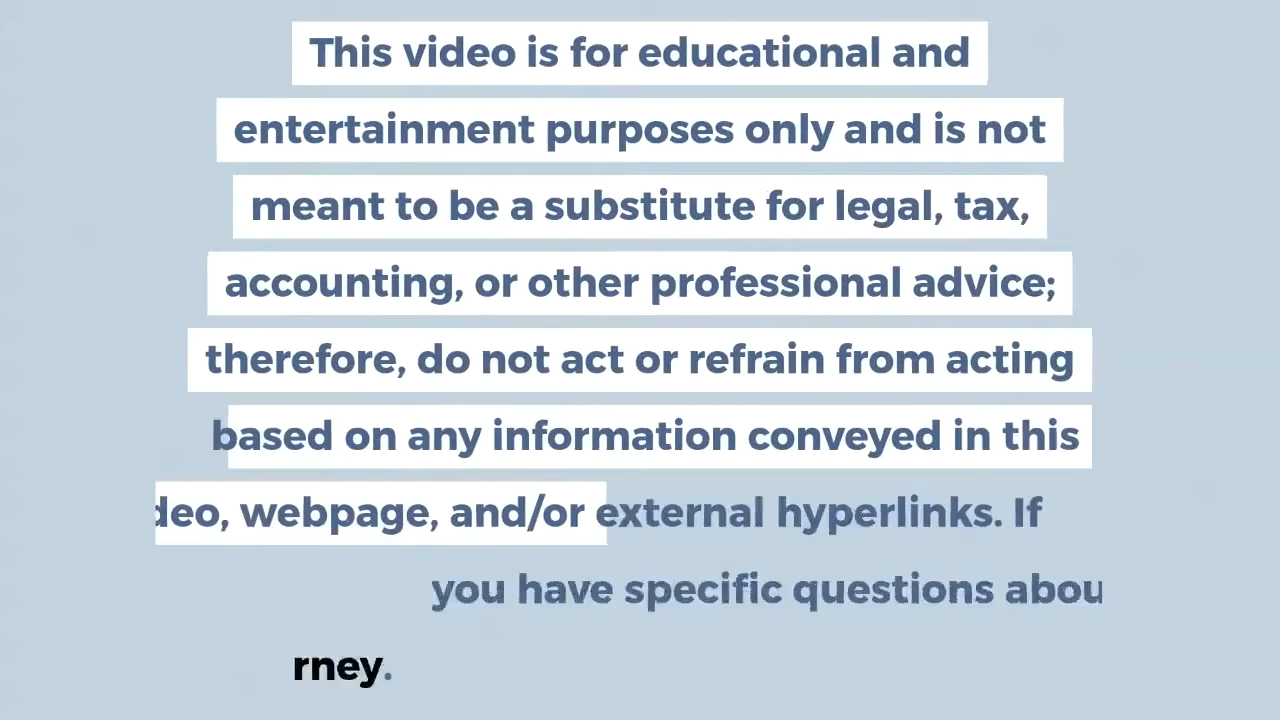 This video is for educational and
entertainment purposes only and is not
meant to be a substitute for legal, tax,
accounting, or other professional advice;
therefore, do not act or refrain from acting
based on any information conveyed in this
deo, webpage, and/or external hyperlinks. If
you have specific questions abou
rney.